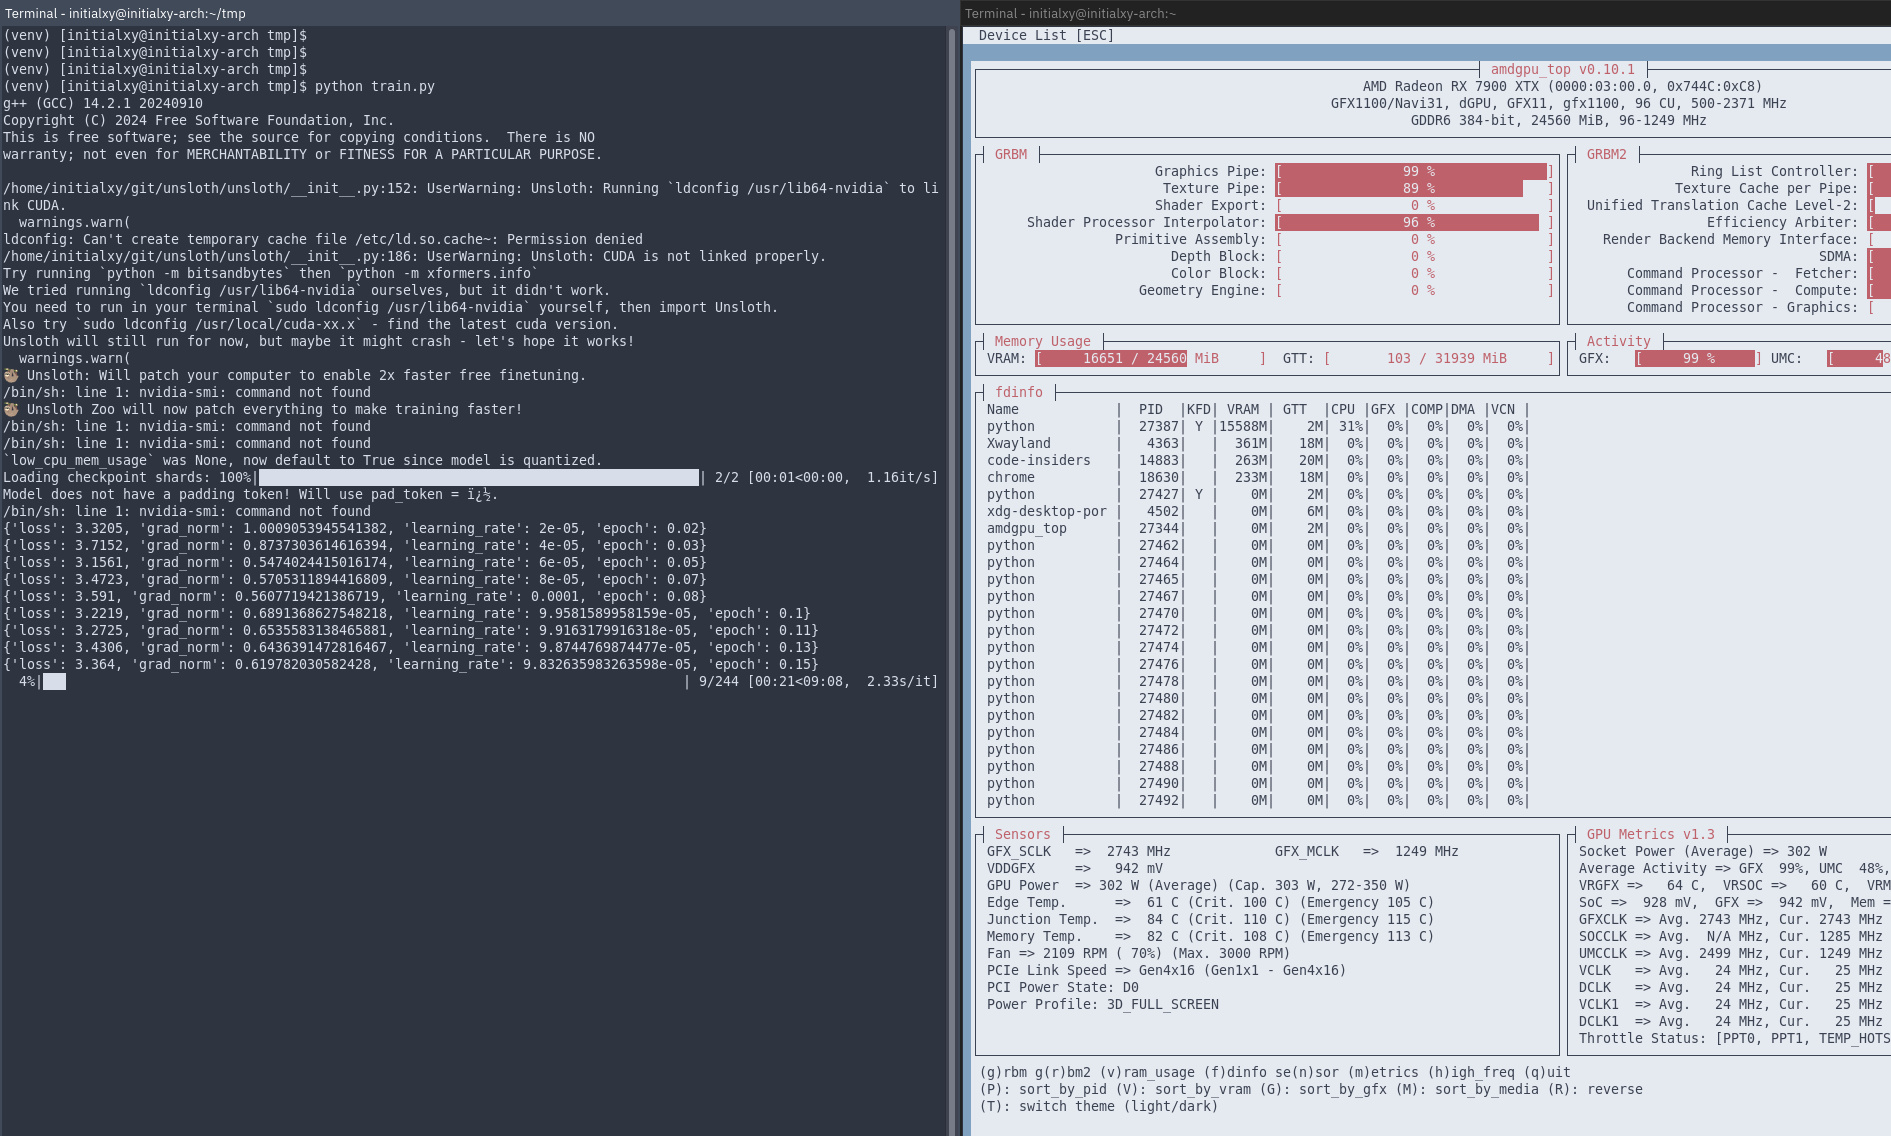 Terminal - initialxy@initialxy-arch:~/tmp
(venv) [initialxy@initialxy-arch tmp]$
(venv) [initialxy@initialxy-arch tmp]$
(venv) [initialxy@initialxy-arch tmp]$
(venv) [initialxy@initialxy-arch tmp]$ python train.py
g++ (GCC) 14.2.1 20240910
Copyright (C) 2024 Free Software Foundation, Inc.
This is free software; see the source for copying conditions.  There is NO
warranty; not even for MERCHANTABILITY or FITNESS FOR A PARTICULAR PURPOSE.
/home/initialxy/git/unsloth/unsloth/__init__.py:152: UserWarning: Unsloth: Running `ldconfig /usr/lib64-nvidia` to li
nk CUDA.
  warnings.warn(
ldconfig: Can't create temporary cache file /etc/ld.so.cache~: Permission denied
/home/initialxy/git/unsloth/unsloth/__init__.py:186: UserWarning: Unsloth: CUDA is not linked properly.
Try running `python -m bitsandbytes` then `python -m xformers.info`
We tried running `ldconfig /usr/lib64-nvidia` ourselves, but it didn't work.
You need to run in your terminal `sudo ldconfig /usr/lib64-nvidia` yourself, then import Unsloth.
Also try `sudo ldconfig /usr/local/cuda-xx.x` - find the latest cuda version.
Unsloth will still run for now, but maybe it might crash - let's hope it works!
  warnings.warn(
🦥 Unsloth: Will patch your computer to enable 2x faster free finetuning.
/bin/sh: line 1: nvidia-smi: command not found
🦥 Unsloth Zoo will now patch everything to make training faster!
/bin/sh: line 1: nvidia-smi: command not found
/bin/sh: line 1: nvidia-smi: command not found
`low_cpu_mem_usage` was None, now default to True since model is quantized.
Loading checkpoint shards: 100%| | 2/2 [00:01<00:00,  1.16it/s]
Model does not have a padding token! Will use pad_token = ï¿½.
/bin/sh: line 1: nvidia-smi: command not found
{'loss': 3.3205, 'grad_norm': 1.0009053945541382, 'learning_rate': 2e-05, 'epoch': 0.02}
{'loss': 3.7152, 'grad_norm': 0.8737303614616394, 'learning_rate': 4e-05, 'epoch': 0.03}
{'loss': 3.1561, 'grad_norm': 0.5474024415016174, 'learning_rate': 6e-05, 'epoch': 0.05}
{'loss': 3.4723, 'grad_norm': 0.5705311894416809, 'learning_rate': 8e-05, 'epoch': 0.07}
{'loss': 3.591, 'grad_norm': 0.5607719421386719, 'learning_rate': 0.0001, 'epoch': 0.08}
{'loss': 3.2219, 'grad_norm': 0.6891368627548218, 'learning_rate': 9.9581589958159e-05, 'epoch': 0.1}
{'loss': 3.2725, 'grad_norm': 0.6535583138465881, 'learning_rate': 9.9163179916318e-05, 'epoch': 0.11}
{'loss': 3.4306, 'grad_norm': 0.6436391472816467, 'learning_rate': 9.8744769874477e-05, 'epoch': 0.13}
{'loss': 3.364, 'grad_norm': 0.619782030582428, 'learning_rate': 9.832635983263598e-05, 'epoch': 0.15}
  4%| | 9/244 [00:21<09:08,  2.33s/it]
Terminal - initialxy@initialxy-arch:~
Device List [ESC]
amdgpu_top v0.10.1
AMD Radeon RX 7900 XTX (0000:03:00.0, 0x744C:0xC8)
GFX1100/Navi31, dGPU, GFX11, gfx1100, 96 CU, 500-2371 MHz
GDDR6 384-bit, 24560 MiB, 96-1249 MHz
GRBM
Graphics Pipe: [ 99 % ]
Texture Pipe: [ 89 % ]
Shader Export: [ 0 % ]
Shader Processor Interpolator: [ 96 % ]
Primitive Assembly: [ 0 % ]
Depth Block: [ 0 % ]
Color Block: [ 0 % ]
Geometry Engine: [ 0 % ]
GRBM2
Ring List Controller: [
Texture Cache per Pipe: [
Unified Translation Cache Level-2: [
Efficiency Arbiter: [
Render Backend Memory Interface: [
SDMA: [
Command Processor -  Fetcher: [
Command Processor -  Compute: [
Command Processor - Graphics: [
Memory Usage
VRAM: [ 16651 / 24560 MiB ]  GTT: [ 103 / 31939 MiB ]
Activity
GFX: [ 99 % ] UMC: [ 48
fdinfo
Name | PID |KFD| VRAM | GTT |CPU |GFX |COMP|DMA |VCN |
python | 27387| Y |15588M| 2M| 31%| 0%| 0%| 0%| 0%|
Xwayland | 4363| | 361M| 18M| 0%| 0%| 0%| 0%| 0%|
code-insiders | 14883| | 263M| 20M| 0%| 0%| 0%| 0%| 0%|
chrome | 18630| | 233M| 18M| 0%| 0%| 0%| 0%| 0%|
python | 27427| Y | 0M| 2M| 0%| 0%| 0%| 0%| 0%|
xdg-desktop-por | 4502| | 0M| 6M| 0%| 0%| 0%| 0%| 0%|
amdgpu_top | 27344| | 0M| 2M| 0%| 0%| 0%| 0%| 0%|
python | 27462| | 0M| 0M| 0%| 0%| 0%| 0%| 0%|
python | 27464| | 0M| 0M| 0%| 0%| 0%| 0%| 0%|
python | 27465| | 0M| 0M| 0%| 0%| 0%| 0%| 0%|
python | 27467| | 0M| 0M| 0%| 0%| 0%| 0%| 0%|
python | 27470| | 0M| 0M| 0%| 0%| 0%| 0%| 0%|
python | 27472| | 0M| 0M| 0%| 0%| 0%| 0%| 0%|
python | 27474| | 0M| 0M| 0%| 0%| 0%| 0%| 0%|
python | 27476| | 0M| 0M| 0%| 0%| 0%| 0%| 0%|
python | 27478| | 0M| 0M| 0%| 0%| 0%| 0%| 0%|
python | 27480| | 0M| 0M| 0%| 0%| 0%| 0%| 0%|
python | 27482| | 0M| 0M| 0%| 0%| 0%| 0%| 0%|
python | 27484| | 0M| 0M| 0%| 0%| 0%| 0%| 0%|
python | 27486| | 0M| 0M| 0%| 0%| 0%| 0%| 0%|
python | 27488| | 0M| 0M| 0%| 0%| 0%| 0%| 0%|
python | 27490| | 0M| 0M| 0%| 0%| 0%| 0%| 0%|
python | 27492| | 0M| 0M| 0%| 0%| 0%| 0%| 0%|
Sensors
GFX_SCLK => 2743 MHz GFX_MCLK => 1249 MHz
VDDGFX => 942 mV
GPU Power => 302 W (Average) (Cap. 303 W, 272-350 W)
Edge Temp. => 61 C (Crit. 100 C) (Emergency 105 C)
Junction Temp. => 84 C (Crit. 110 C) (Emergency 115 C)
Memory Temp. => 82 C (Crit. 108 C) (Emergency 113 C)
Fan => 2109 RPM ( 70%) (Max. 3000 RPM)
PCIe Link Speed => Gen4x16 (Gen1x1 - Gen4x16)
PCI Power State: D0
Power Profile: 3D_FULL_SCREEN
GPU Metrics v1.3
Socket Power (Average) => 302 W
Average Activity => GFX  99%, UMC  48%,
VRGFX => 64 C, VRSOC => 60 C, VRM
SoC => 928 mV, GFX => 942 mV, Mem =
GFXCLK => Avg. 2743 MHz, Cur. 2743 MHz
SOCCLK => Avg.  N/A MHz, Cur. 1285 MHz
UMCCLK => Avg. 2499 MHz, Cur. 1249 MHz
VCLK => Avg. 24 MHz, Cur. 25 MHz
DCLK => Avg. 24 MHz, Cur. 25 MHz
VCLK1 => Avg. 24 MHz, Cur. 25 MHz
DCLK1 => Avg. 24 MHz, Cur. 25 MHz
Throttle Status: [PPT0, PPT1, TEMP_HOTS
(g)rbm g(r)bm2 (v)ram_usage (f)dinfo se(n)sor (m)etrics (h)igh_freq (q)uit
(P): sort_by_pid (V): sort_by_vram (G): sort_by_gfx (M): sort_by_media (R): reverse
(T): switch theme (light/dark)